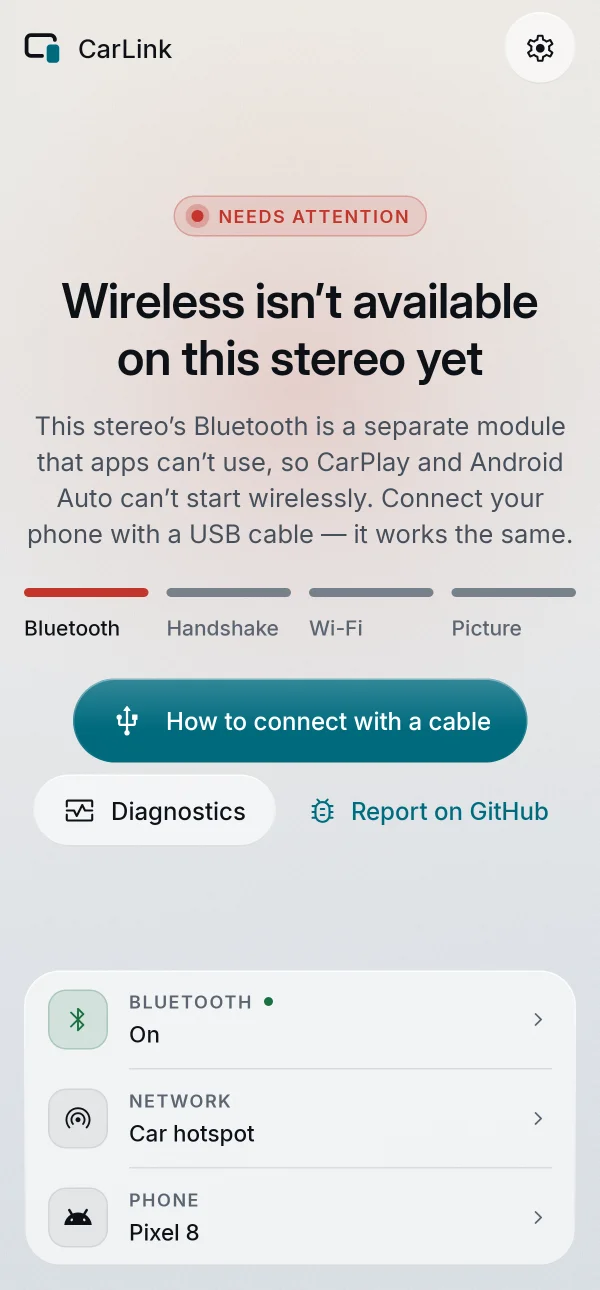 CarLink
NEEDS ATTENTION
Wireless isn’t available
on this stereo yet
This stereo’s Bluetooth is a separate module
that apps can’t use, so CarPlay and Android
Auto can’t start wirelessly. Connect your
phone with a USB cable — it works the same.
Bluetooth Handshake Wi-Fi Picture
How to connect with a cable
Diagnostics Report on GitHub
BLUETOOTH
On
NETWORK
Car hotspot
PHONE
Pixel 8